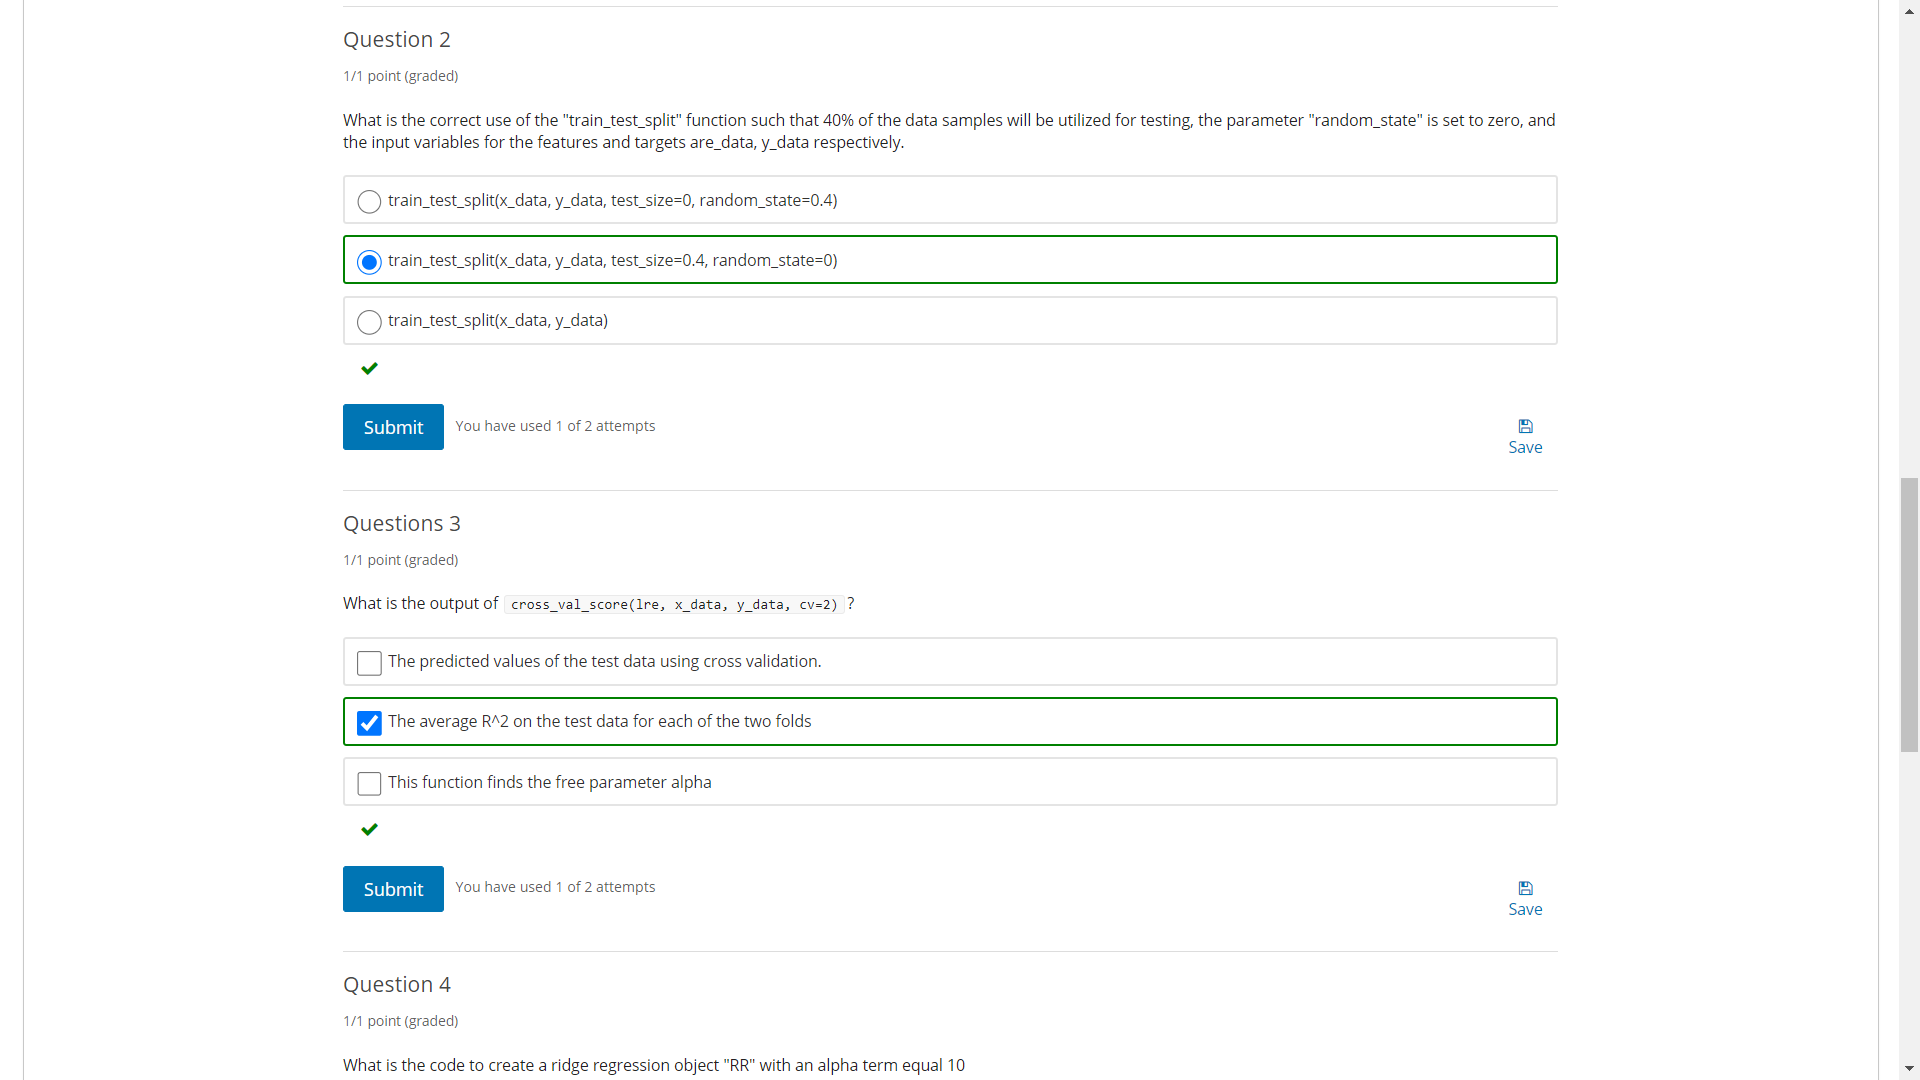 Question 2
1/1 point (graded)
What is the correct use of the "train_test_split" function such that 40% of the data samples will be utilized for testing, the parameter "random_state" is set to zero, and
the input variables for the features and targets are_data, y_data respectively.
train_test_split(x_data, y_data, test_size=0, random_state=0.4)
train_test_split(x_data, y_data, test_size=0.4, random_state=0)
train_test_split(x_data, y_data)
Submit You have used 1 of 2 attempts
Save
Questions 3
1/1 point (graded)
What is the output of cross_val_score(lre, x_data, y_data, cv=2) ?
The predicted values of the test data using cross validation.
The average R^2 on the test data for each of the two folds
This function finds the free parameter alpha
Submit You have used 1 of 2 attempts
Save
Question 4
1/1 point (graded)
What is the code to create a ridge regression object "RR" with an alpha term equal 10